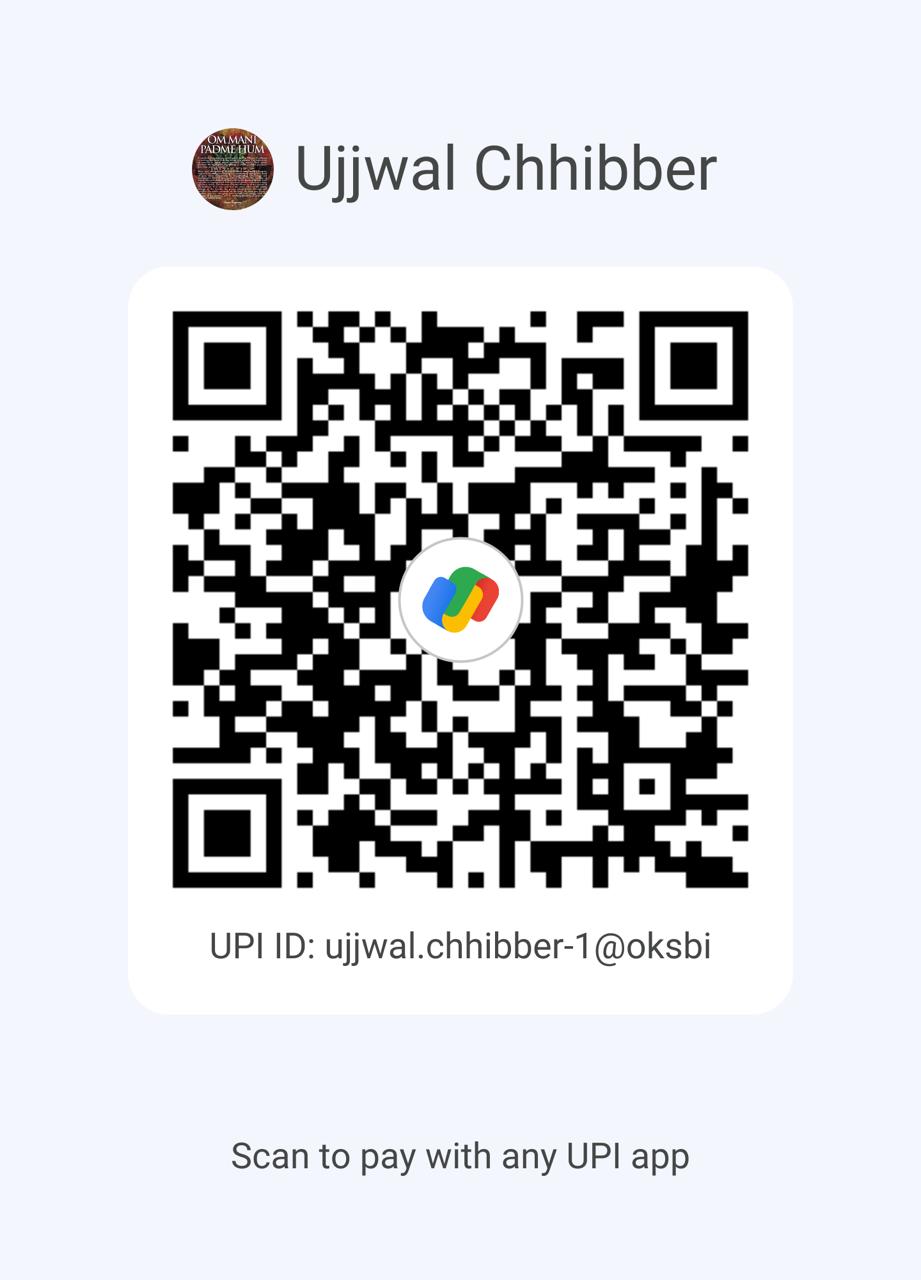 OM MANI
PADME HUM
Ujjwal Chhibber
UPI ID: ujjwal.chhibber-1@oksbi
Scan to pay with any UPI app